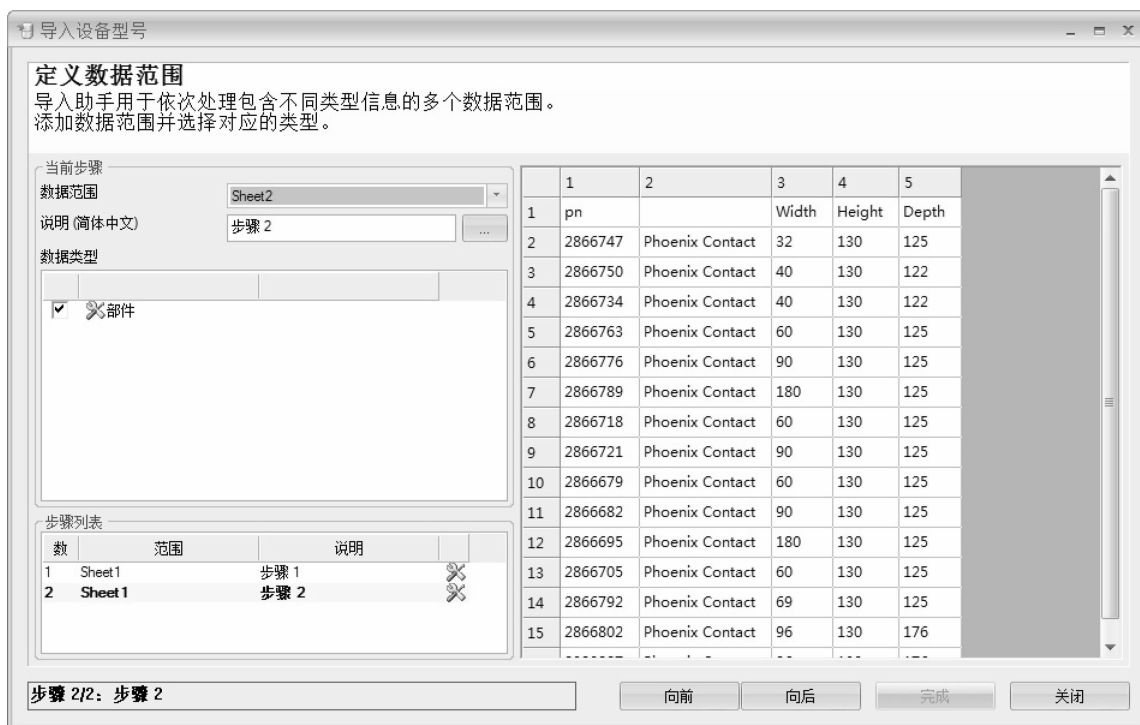 导入设备型号
定义数据范围
导入助手用于依次处理包含不同类型信息的多个数据范围。
添加数据范围并选择对应的类型。
当前步骤
数据范围 Sheet2
说明(简体中文) 步骤 2 ...
数据类型
部件
步骤列表
数 范围 说明
1 Sheet1 步骤 1
2 Sheet1 步骤 2
1 2 3 4 5
1 pn Width Height Depth
2 2866747 Phoenix Contact 32 130 125
3 2866750 Phoenix Contact 40 130 122
4 2866734 Phoenix Contact 40 130 122
5 2866763 Phoenix Contact 60 130 125
6 2866776 Phoenix Contact 90 130 125
7 2866789 Phoenix Contact 180 130 125
8 2866718 Phoenix Contact 60 130 125
9 2866721 Phoenix Contact 90 130 125
10 2866679 Phoenix Contact 60 130 125
11 2866682 Phoenix Contact 90 130 125
12 2866695 Phoenix Contact 180 130 125
13 2866705 Phoenix Contact 60 130 125
14 2866792 Phoenix Contact 69 130 125
15 2866802 Phoenix Contact 96 130 176
步骤 2/2：步骤 2
向前 向后 完成 关闭